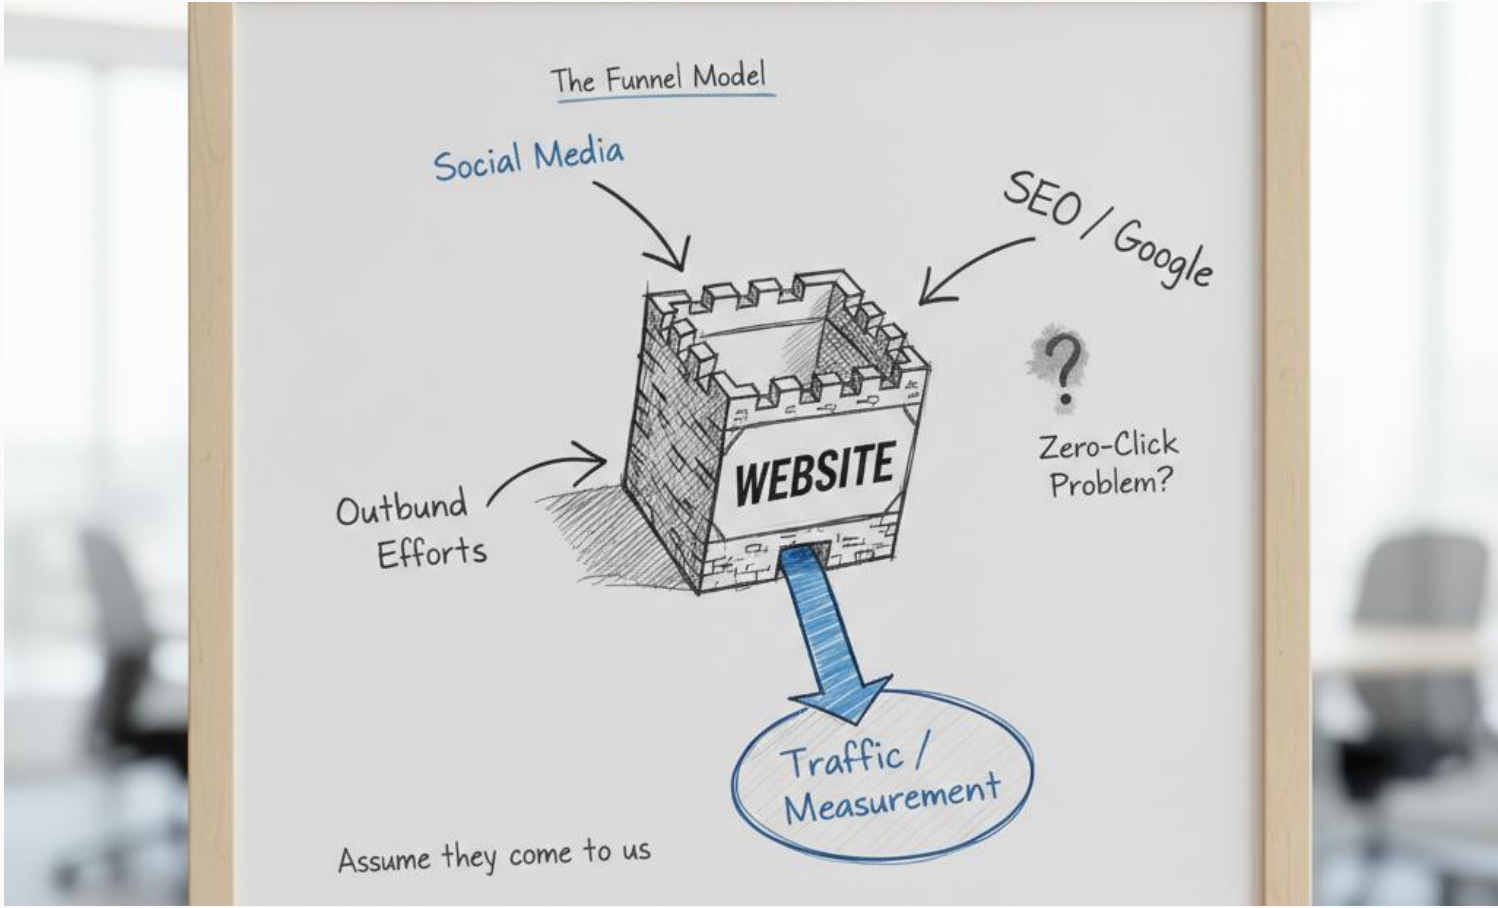 The Funnel Model
Social Media
SEO / Google
?
Zero-Click
Problem?
WEBSITE
Outbund
Efforts
Traffic /
Measurement
Assume they come to us